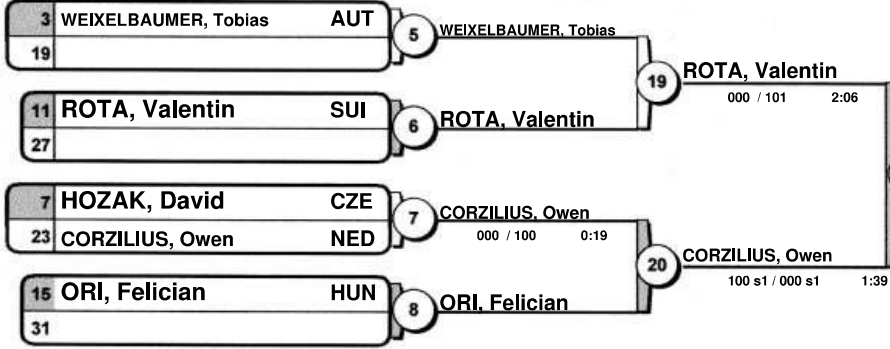 3 WEIXELBAUMER, Tobias AUT
19
5 WEIXELBAUMER, Tobias
11 ROTA, Valentin SUI
27
6 ROTA, Valentin
19 ROTA, Valentin
000 / 101 2:06
7 HOZAK, David CZE
23 CORZILIUS, Owen NED
7 CORZILIUS, Owen
000 / 100 0:19
15 ORI, Felician HUN
31
8 ORI, Felician
20 CORZILIUS, Owen
100 s1 / 000 s1 1:39